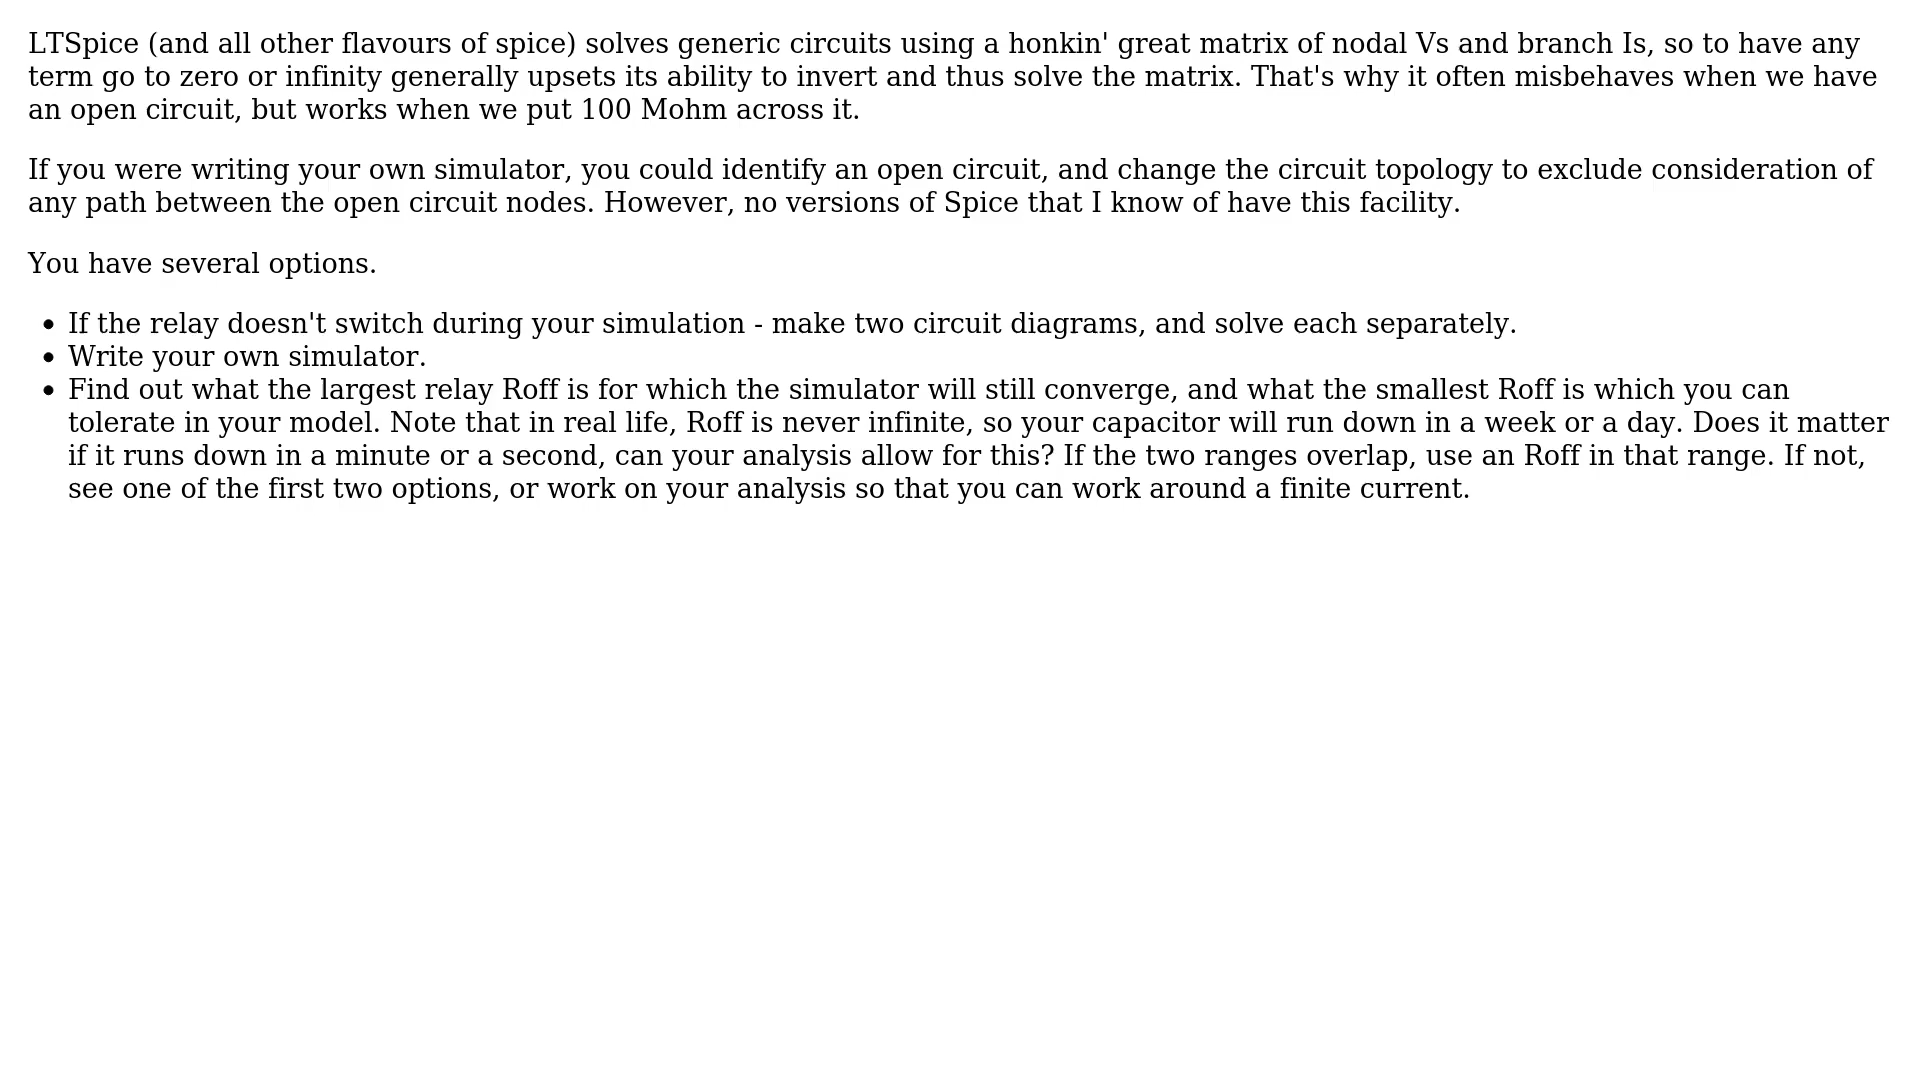 LTSpice (and all other flavours of spice) solves generic circuits using a honkin' great matrix of nodal Vs and branch Is, so to have any
term go to zero or infinity generally upsets its ability to invert and thus solve the matrix. That's why it often misbehaves when we have
an open circuit, but works when we put 100 Mohm across it.
If you were writing your own simulator, you could identify an open circuit, and change the circuit topology to exclude consideration of
any path between the open circuit nodes. However, no versions of Spice that I know of have this facility.
You have several options.
• If the relay doesn't switch during your simulation - make two circuit diagrams, and solve each separately.
• Write your own simulator.
• Find out what the largest relay Roff is for which the simulator will still converge, and what the smallest Roff is which you can
tolerate in your model. Note that in real life, Roff is never infinite, so your capacitor will run down in a week or a day. Does it matter
if it runs down in a minute or a second, can your analysis allow for this? If the two ranges overlap, use an Roff in that range. If not,
see one of the first two options, or work on your analysis so that you can work around a finite current.